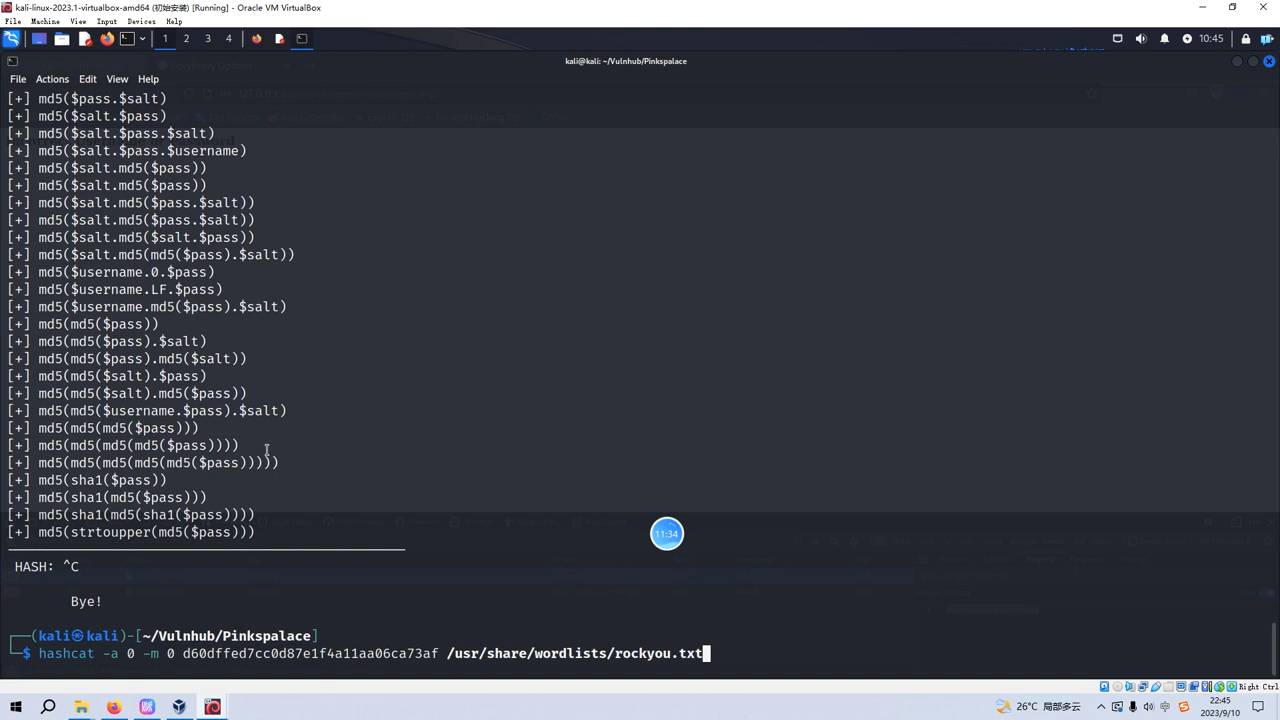 kali-linux-2023.1-virtualbox-amd64 (初始安装) [Running] - Oracle VM VirtualBox
File Machine View Input Devices Help
1 2 3 4 10:45
kali@kali: ~/Vulnhub/Pinkspalace
File Actions Edit View Help
[+] md5($pass.$salt)
[+] md5($salt.$pass)
[+] md5($salt.$pass.$salt)
[+] md5($salt.$pass.$username)
[+] md5($salt.md5($pass))
[+] md5($salt.md5($pass))
[+] md5($salt.md5($pass.$salt))
[+] md5($salt.md5($pass.$salt))
[+] md5($salt.md5($salt.$pass))
[+] md5($salt.md5(md5($pass).$salt))
[+] md5($username.0.$pass)
[+] md5($username.LF.$pass)
[+] md5($username.md5($pass).$salt)
[+] md5(md5($pass))
[+] md5(md5($pass).$salt)
[+] md5(md5($pass).md5($salt))
[+] md5(md5($salt).$pass)
[+] md5(md5($salt).md5($pass))
[+] md5(md5($username.$pass).$salt)
[+] md5(md5(md5($pass)))
[+] md5(md5(md5(md5($pass))))
[+] md5(md5(md5(md5(md5($pass)))))
[+] md5(sha1($pass))
[+] md5(sha1(md5($pass)))
[+] md5(sha1(md5(sha1($pass))))
[+] md5(strtoupper(md5($pass)))
11:34
HASH: ^C
Bye!
(kali㉿kali)-[~/Vulnhub/Pinkspalace]
$ hashcat -a 0 -m 0 d60dffed7cc0d87e1f4a11aa06ca73af /usr/share/wordlists/rockyou.txt
Right Ctrl
26°C 局部多云 中 22:45
2023/9/10